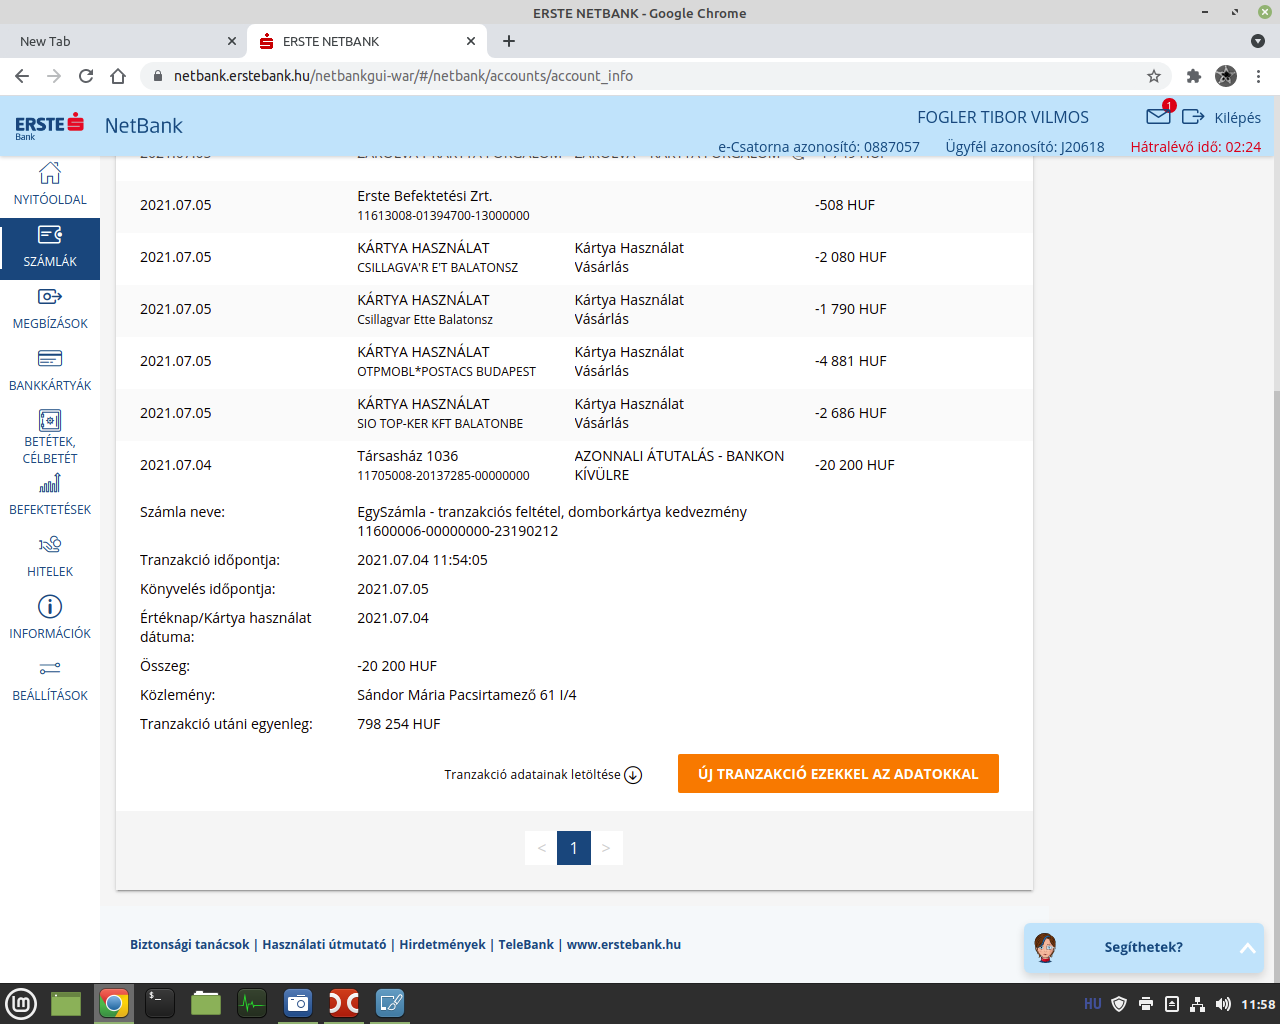 ERSTE NETBANK - Google Chrome
New Tab
ERSTE NETBANK
netbank.erstebank.hu/netbankgui-war/#/netbank/accounts/account_info
ERSTE
Bank
NetBank
FOGLER TIBOR VILMOS
1
Kilépés
e-Csatorna azonosító: 0887057
Ügyfél azonosító: J20618
Hátralévő idő: 02:24
NYITÓOLDAL
SZÁMLÁK
MEGBÍZÁSOK
BANKKÁRTYÁK
BETÉTEK,
CÉLBETÉT
BEFEKTETÉSEK
HITELEK
INFORMÁCIÓK
BEÁLLÍTÁSOK
2021.07.05 Erste Befektetési Zrt. -508 HUF
11613008-01394700-13000000
2021.07.05 KÁRTYA HASZNÁLAT Kártya Használat -2 080 HUF
CSILLAGVA'R E'T BALATONSZ Vásárlás
2021.07.05 KÁRTYA HASZNÁLAT Kártya Használat -1 790 HUF
Csillagvar Ette Balatonsz Vásárlás
2021.07.05 KÁRTYA HASZNÁLAT Kártya Használat -4 881 HUF
OTPMOBL*POSTACS BUDAPEST Vásárlás
2021.07.05 KÁRTYA HASZNÁLAT Kártya Használat -2 686 HUF
SIO TOP-KER KFT BALATONBE Vásárlás
2021.07.04 Társasház 1036 AZONNALI ÁTUTALÁS - BANKON -20 200 HUF
11705008-20137285-00000000 KÍVÜLRE
Számla neve: EgySzámla - tranzakciós feltétel, domborkártya kedvezmény
11600006-00000000-23190212
Tranzakció időpontja: 2021.07.04 11:54:05
Könyvelés időpontja: 2021.07.05
Értéknap/Kártya használat 2021.07.04
dátuma:
Összeg: -20 200 HUF
Közlemény: Sándor Mária Pacsirtamező 61 I/4
Tranzakció utáni egyenleg: 798 254 HUF
Tranzakció adatainak letöltése
ÚJ TRANZAKCIÓ EZEKKEL AZ ADATOKKAL
< 1 >
Biztonsági tanácsok | Használati útmutató | Hirdetmények | TeleBank | www.erstebank.hu
Segíthetek?
HU
11:58